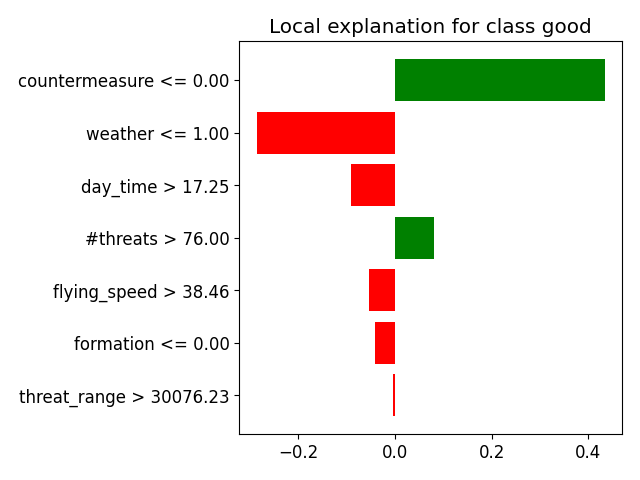 Local explanation for class good
countermeasure <= 0.00
weather <= 1.00
day_time > 17.25
#threats > 76.00
flying_speed > 38.46
formation <= 0.00
threat_range > 30076.23
−0.2 0.0 0.2 0.4